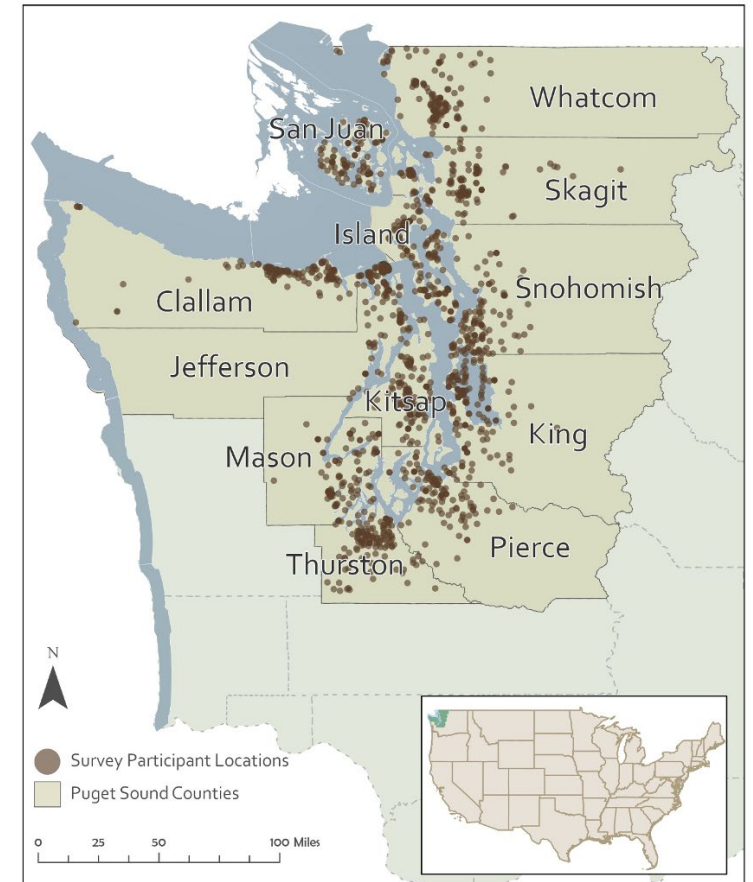 Whatcom
San Juan
Skagit
Island
Snohomish
Clallam
Jefferson
Kitsap
King
Mason
Pierce
Thurston
N
Survey Participant Locations
Puget Sound Counties
0 25 50 100 Miles